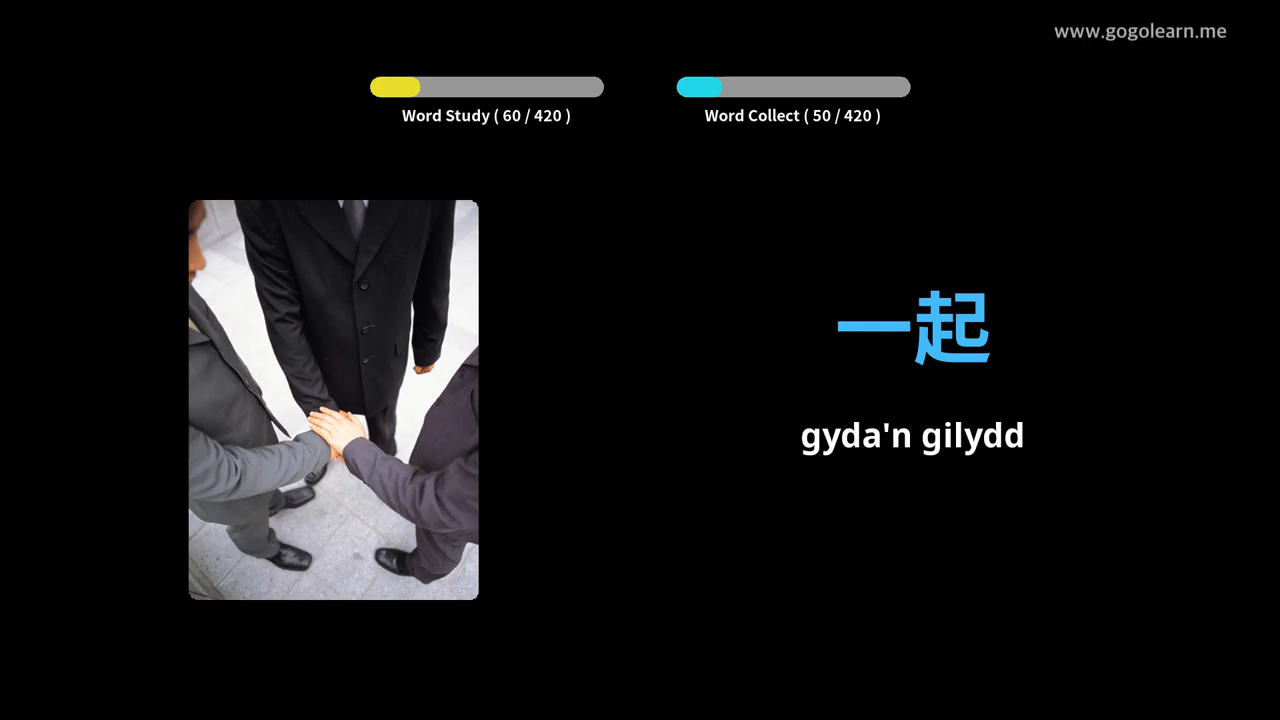 www.gogolearn.me
Word Study ( 60 / 420 )
Word Collect ( 50 / 420 )
一起
gyda'n gilydd